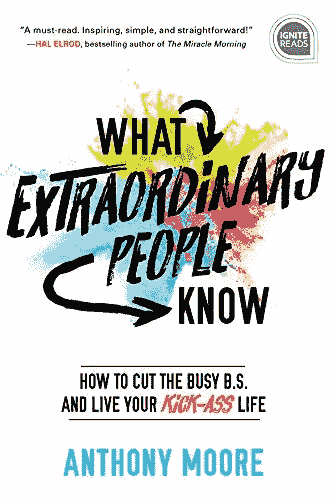 "A must-read. Inspiring, simple, and straightforward!"
—HAL ELROD, bestselling author of The Miracle Morning
IGNITE
READS
WHAT
EXTRAORDINARY
PEOPLE
KNOW
HOW TO CUT THE BUSY B.S.
AND LIVE YOUR KICK-ASS LIFE
ANTHONY MOORE